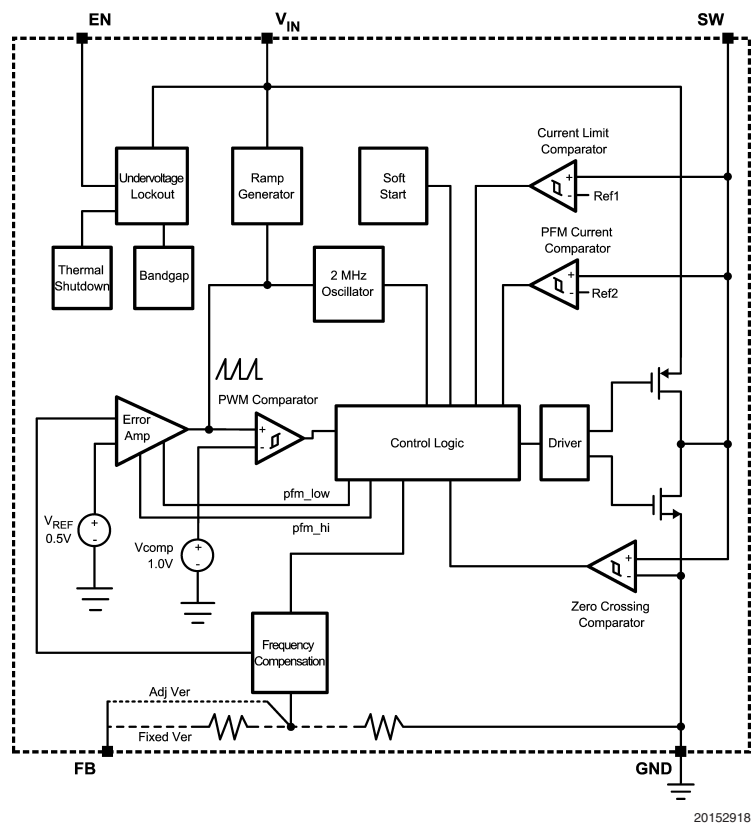 EN
VIN
SW
Undervoltage
Lockout
Ramp
Generator
Soft
Start
Current Limit
Comparator
+
-
Ref1
PFM Current
Comparator
+
-
Ref2
Thermal
Shutdown
Bandgap
2 MHz
Oscillator
PWM Comparator
Error
Amp
+
-
Control Logic
Driver
pfm_low
pfm_hi
VREF
0.5V
+
-
Vcomp
1.0V
+
-
+
-
Zero Crossing
Comparator
Frequency
Compensation
Adj Ver
Fixed Ver
FB
GND
20152918